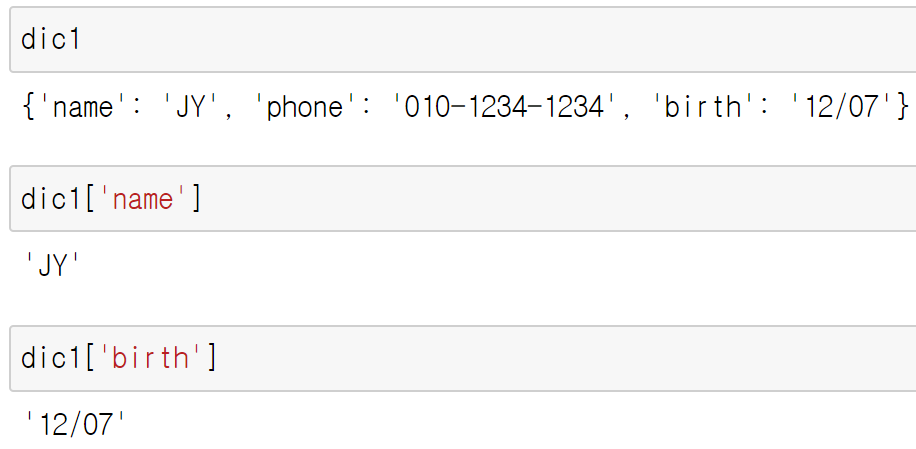 dic1
{'name': 'JY', 'phone': '010-1234-1234', 'birth': '12/07'}
dic1['name']
'JY'
dic1['birth']
'12/07'